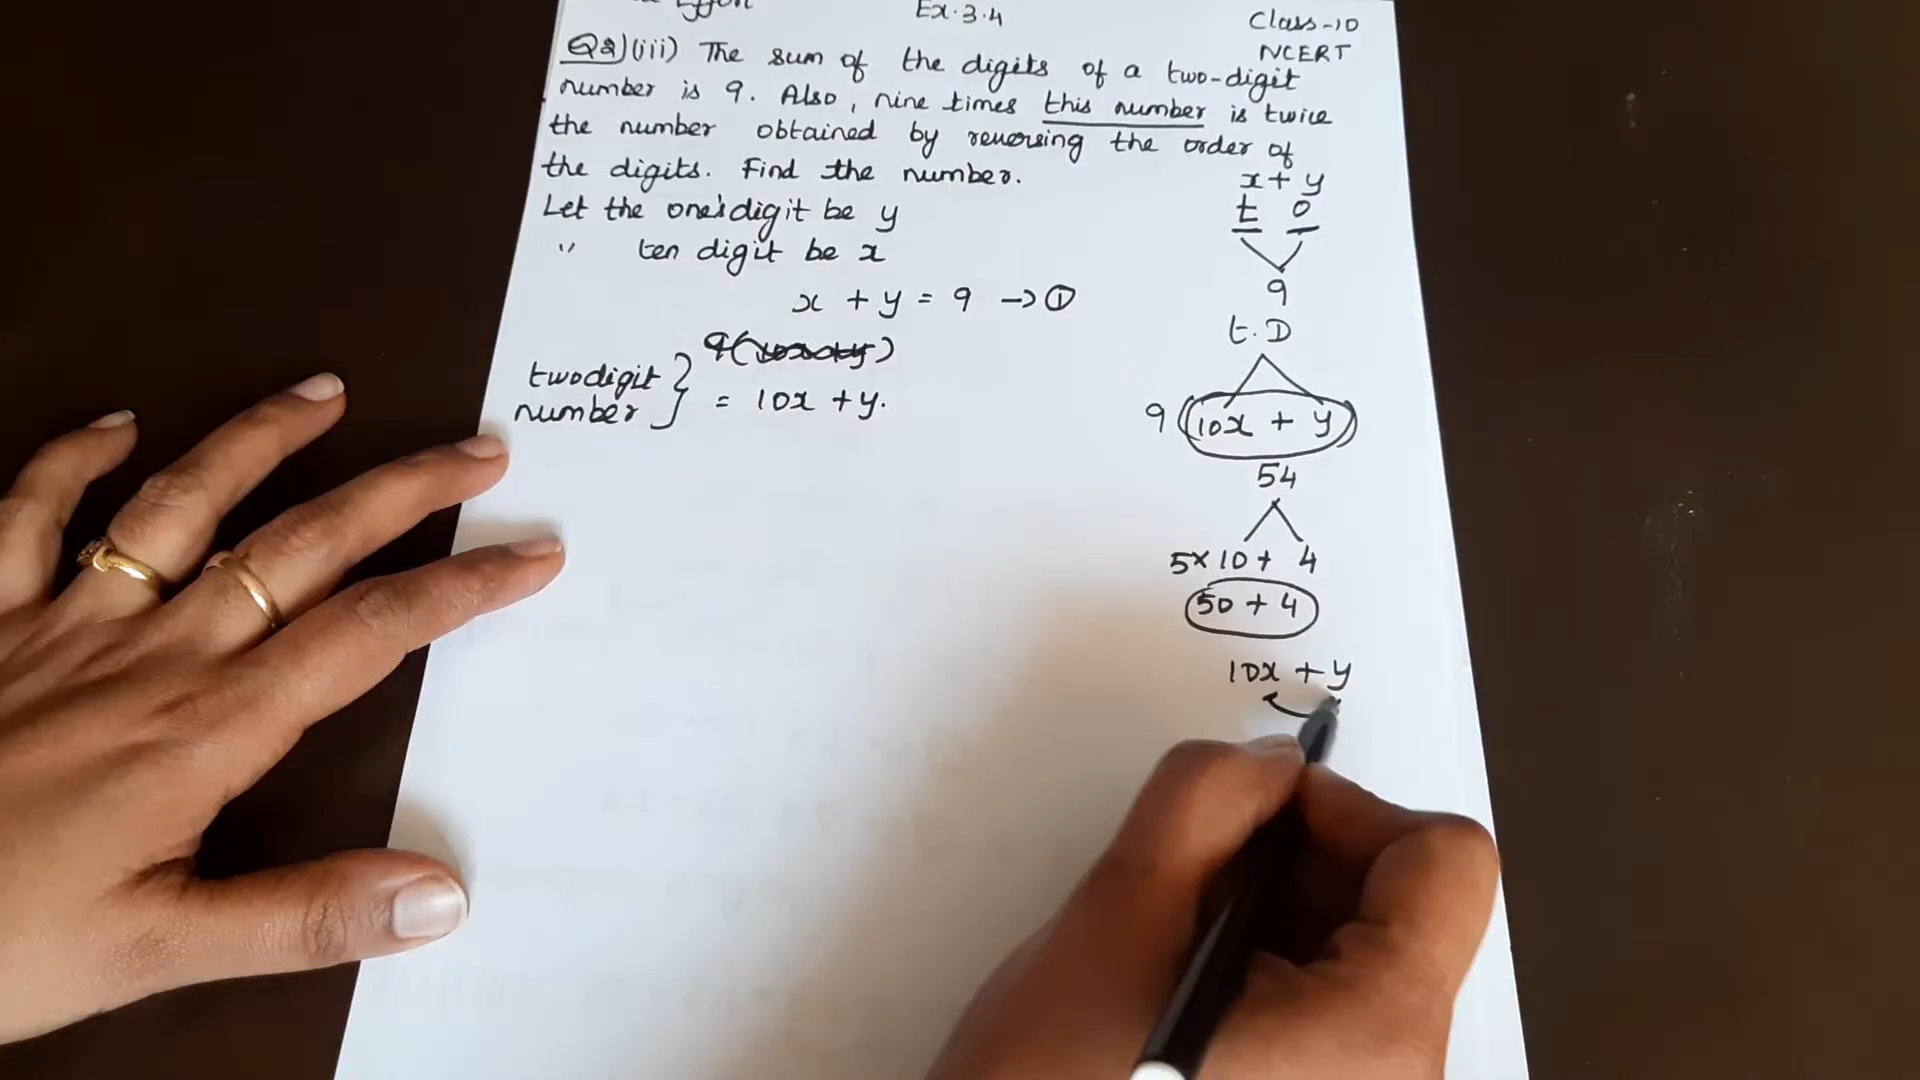 Ex.3.4
Class-10
NCERT
Q2)(iii) The sum of the digits of a two-digit
number is 9. Also, nine times this number is twice
the number obtained by reversing the order of
the digits. Find the number.
Let the one's digit be y
" ten digit be x
x + y = 9 → ①
9( )
two digit
number } = 10x + y.
x + y
t o
9
t.D
9 (10x + y)
54
5×10 + 4
50 + 4
10x + y